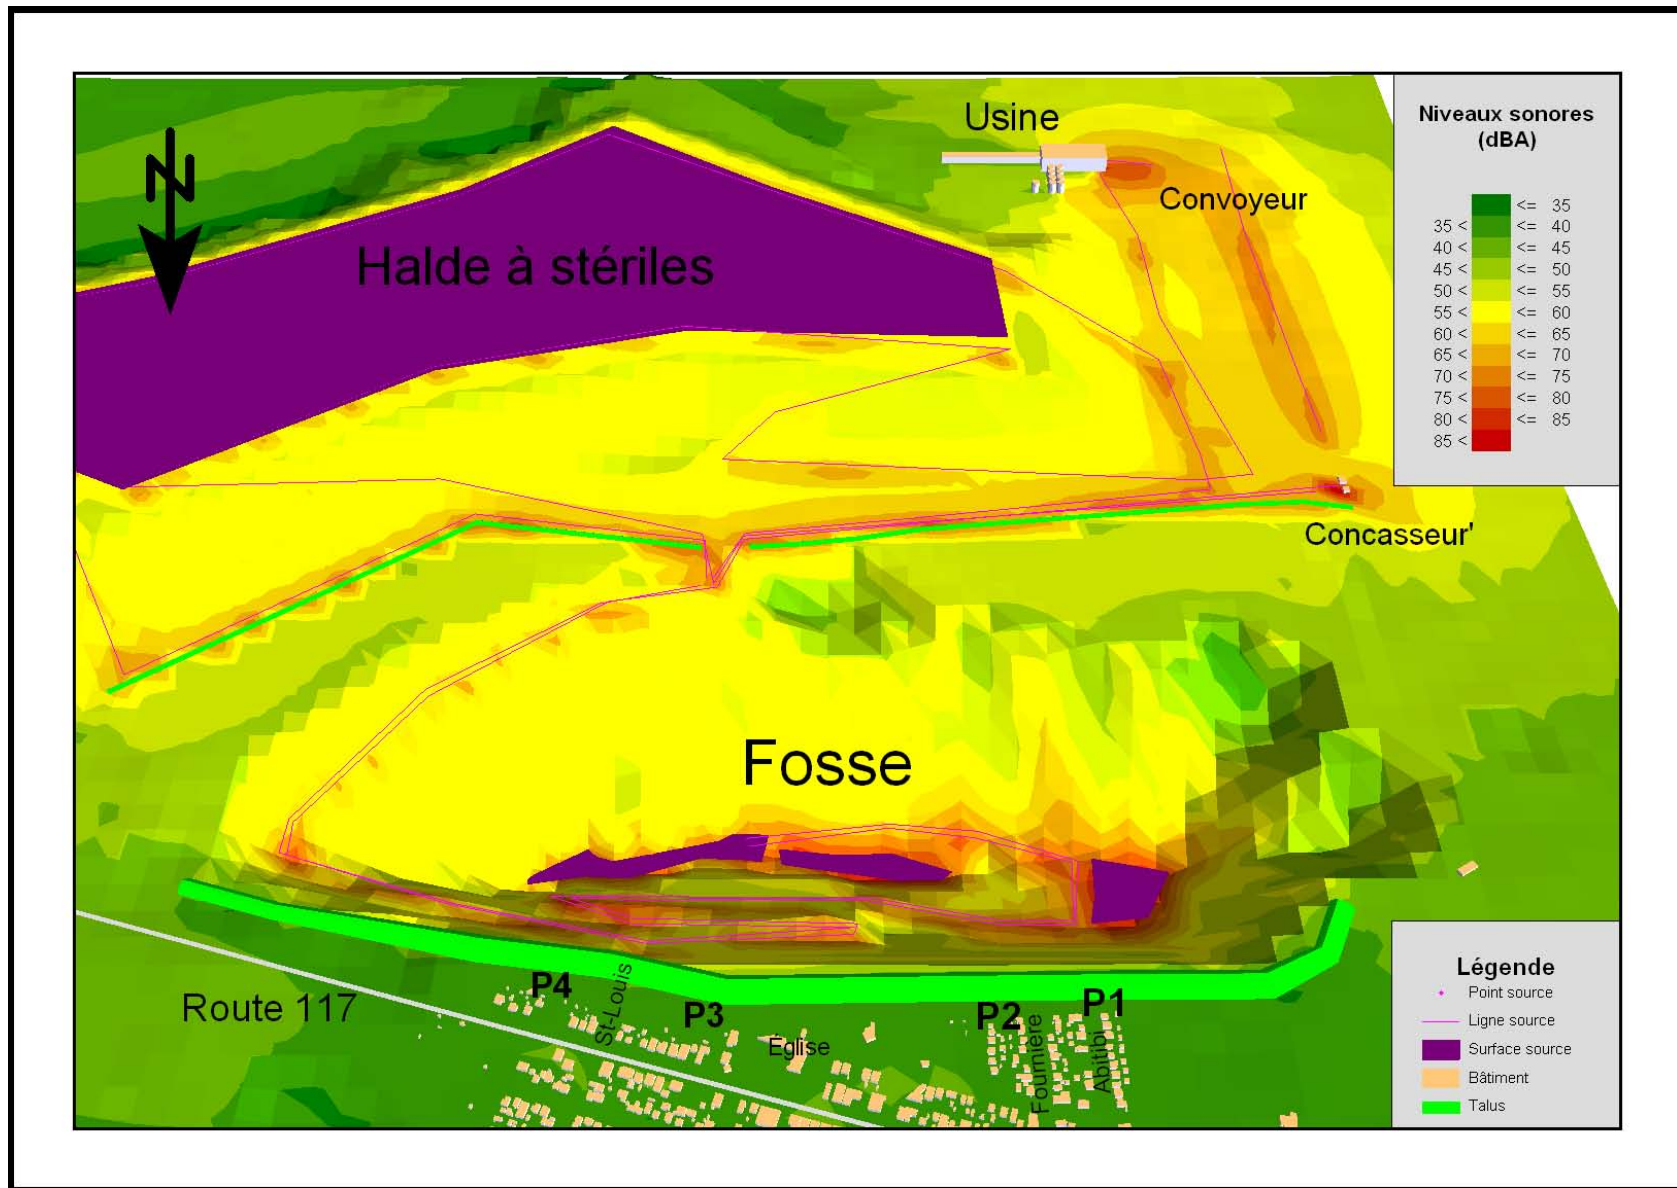 Usine
Niveaux sonores
(dBA)
N
Convoyeur
<= 35
35 < <= 40
40 < <= 45
45 < <= 50
50 < <= 55
55 < <= 60
60 < <= 65
65 < <= 70
70 < <= 75
75 < <= 80
80 < <= 85
85 <
Halde à stériles
Concasseur'
Fosse
P4
St-Louis
P3
Église
P2
Fournière
P1
Abitibi
Route 117
Légende
Point source
Ligne source
Surface source
Bâtiment
Talus